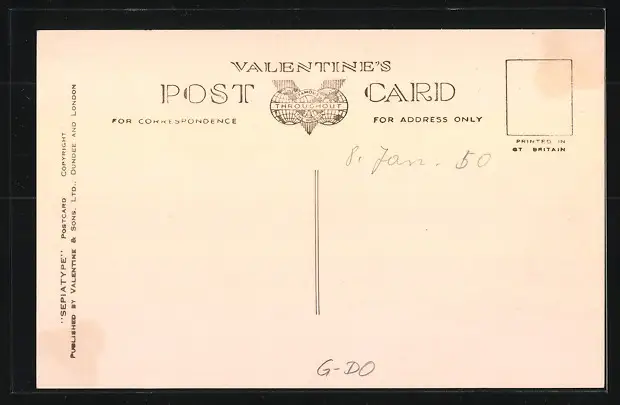 VALENTINE'S
POST CARD
THROUGHOUT
FOR CORRESPONDENCE
FOR ADDRESS ONLY
PRINTED IN
GT BRITAIN
8. Jan. 50
"SEPIATYPE" POSTCARD COPYRIGHT
PUBLISHED BY VALENTINE & SONS, LTD., DUNDEE AND LONDON
G-DO